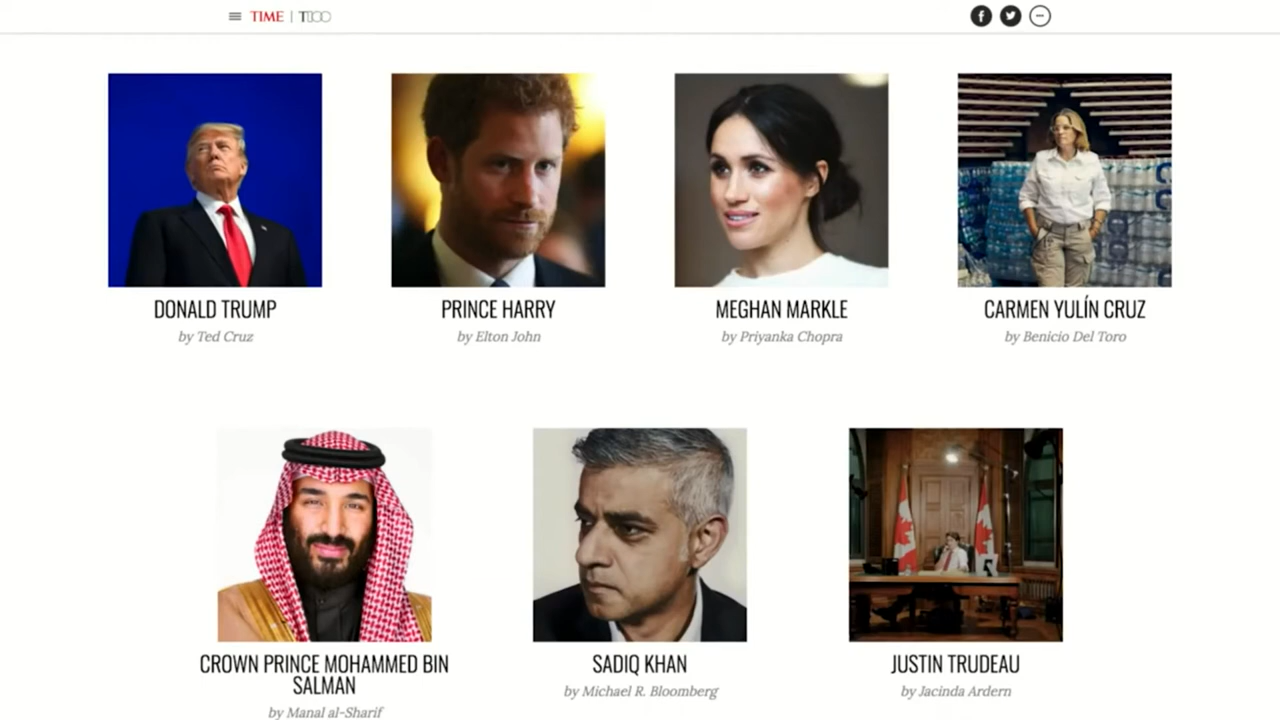 TIME | T100
DONALD TRUMP
by Ted Cruz
PRINCE HARRY
by Elton John
MEGHAN MARKLE
by Priyanka Chopra
CARMEN YULÍN CRUZ
by Benicio Del Toro
CROWN PRINCE MOHAMMED BIN
SALMAN
by Manal al-Sharif
SADIQ KHAN
by Michael R. Bloomberg
JUSTIN TRUDEAU
by Jacinda Ardern